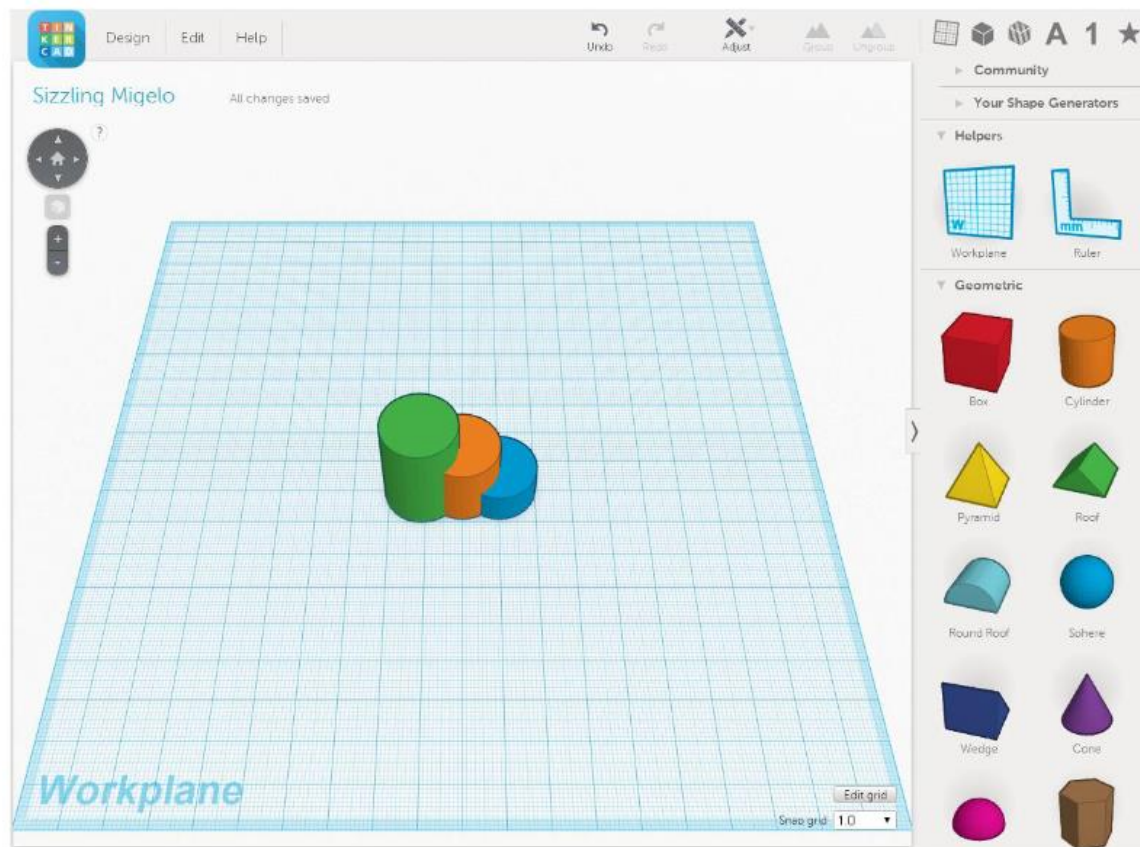 TIN
KER
CAD
Design Edit Help
Undo Redo Adjust Group Ungroup
A 1
Sizzling Migelo All changes saved
?
+
-
Community
Your Shape Generators
Helpers
W
mm
Workplane Ruler
Geometric
Box Cylinder
Pyramid Roof
Round Roof Sphere
Wedge Cone
Workplane
Edit grid
Snap grid 1.0